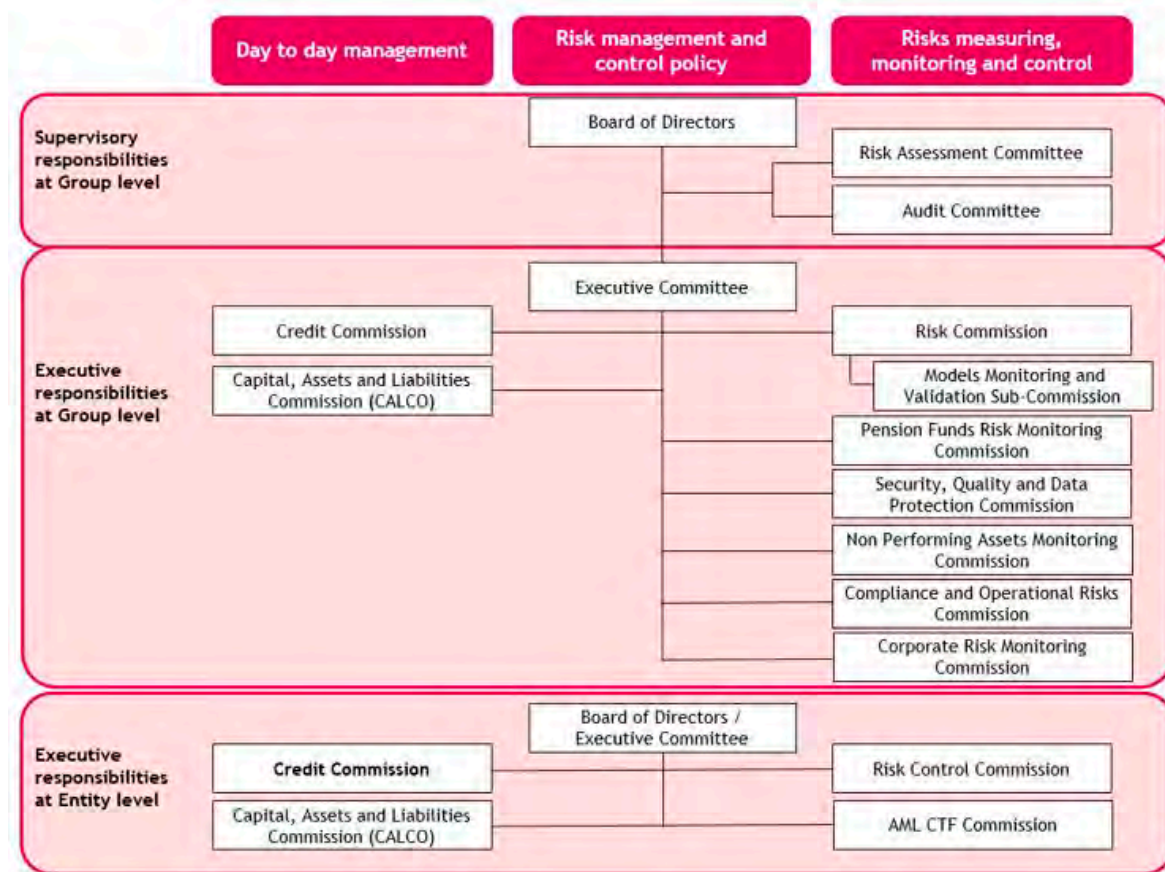 Day to day management
Risk management and
control policy
Risks measuring,
monitoring and control
Supervisory
responsibilities
at Group level
Board of Directors
Risk Assessment Committee
Audit Committee
Executive
responsibilities
at Group level
Executive Committee
Credit Commission
Risk Commission
Capital, Assets and Liabilities
Commission (CALCO)
Models Monitoring and
Validation Sub-Commission
Pension Funds Risk Monitoring
Commission
Security, Quality and Data
Protection Commission
Non Performing Assets Monitoring
Commission
Compliance and Operational Risks
Commission
Corporate Risk Monitoring
Commission
Executive
responsibilities
at Entity level
Board of Directors /
Executive Committee
Credit Commission
Risk Control Commission
Capital, Assets and Liabilities
Commission (CALCO)
AML CTF Commission